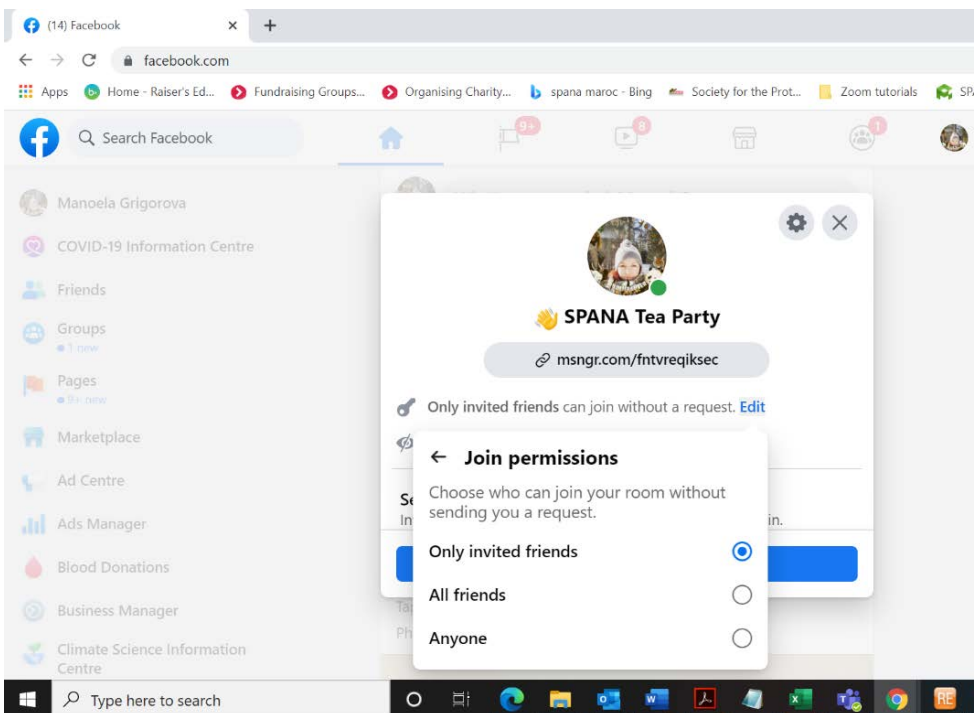 (14) Facebook
facebook.com
Apps Home - Raiser's Ed... Fundraising Groups... Organising Charity... spana maroc - Bing Society for the Prot... Zoom tutorials SPA
Search Facebook
9+ 8 1
Manoela Grigorova
COVID-19 Information Centre
Friends
Groups
1 new
Pages
9+ new
Marketplace
Ad Centre
Ads Manager
Blood Donations
Business Manager
Climate Science Information
Centre
👋 SPANA Tea Party
msngr.com/fntvreqiksec
Only invited friends can join without a request. Edit
Join permissions
Choose who can join your room without
sending you a request.
in.
Only invited friends
All friends
Anyone
Type here to search
RE